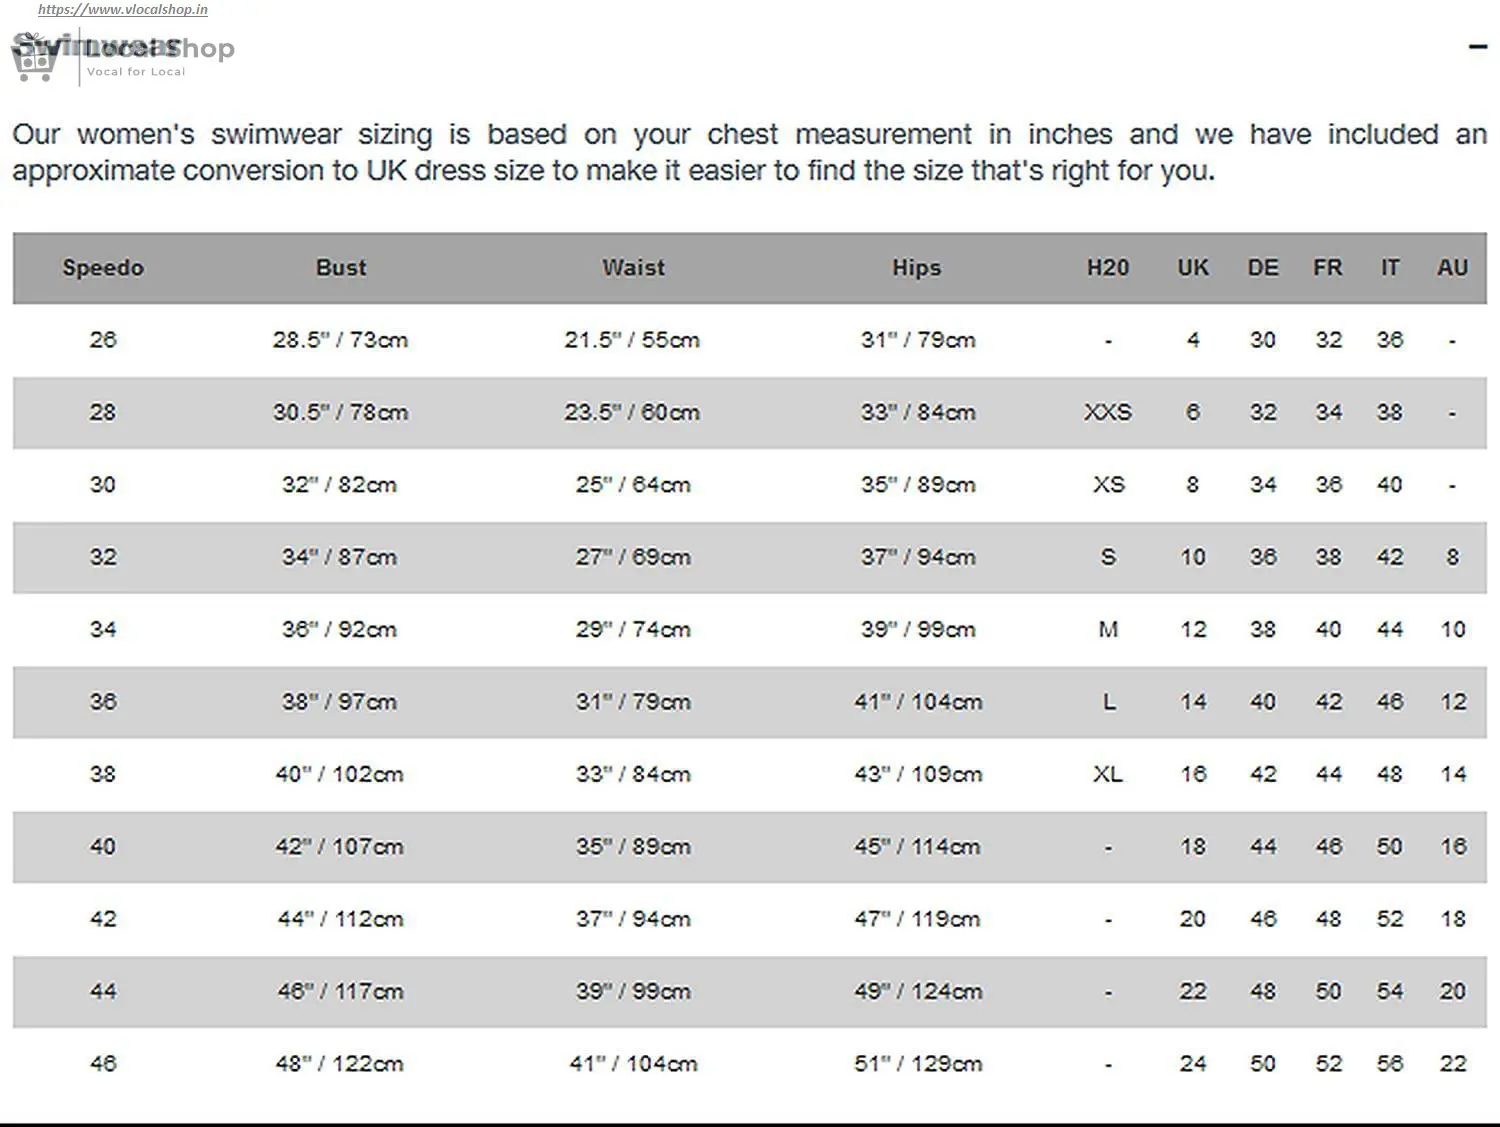 https://www.vlocalshop.in
Swimwear
LocalShop
Vocal for Local
Our women's swimwear sizing is based on your chest measurement in inches and we have included an
approximate conversion to UK dress size to make it easier to find the size that's right for you.
Speedo Bust Waist Hips H20 UK DE FR IT AU
26 28.5" / 73cm 21.5" / 55cm 31" / 79cm - 4 30 32 36 -
28 30.5" / 78cm 23.5" / 60cm 33" / 84cm XXS 6 32 34 38 -
30 32" / 82cm 25" / 64cm 35" / 89cm XS 8 34 36 40 -
32 34" / 87cm 27" / 69cm 37" / 94cm S 10 36 38 42 8
34 36" / 92cm 29" / 74cm 39" / 99cm M 12 38 40 44 10
36 38" / 97cm 31" / 79cm 41" / 104cm L 14 40 42 46 12
38 40" / 102cm 33" / 84cm 43" / 109cm XL 16 42 44 48 14
40 42" / 107cm 35" / 89cm 45" / 114cm - 18 44 46 50 16
42 44" / 112cm 37" / 94cm 47" / 119cm - 20 46 48 52 18
44 46" / 117cm 39" / 99cm 49" / 124cm - 22 48 50 54 20
46 48" / 122cm 41" / 104cm 51" / 129cm - 24 50 52 56 22